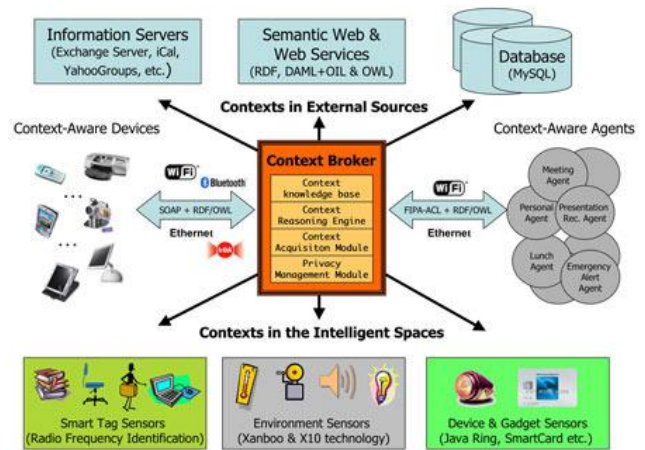 Information Servers
(Exchange Server, iCal,
YahooGroups, etc.)
Semantic Web &
Web Services
(RDF, DAML+OIL & OWL)
Database
(MySQL)
Contexts in External Sources
Context-Aware Devices
Context-Aware Agents
WiFi
Bluetooth
SOAP + RDF/OWL
Ethernet
IrDA
Context Broker
Context
knowledge base
Context
Reasoning Engine
Context
Acquisiton Module
Privacy
Management Module
WiFi
FIPA-ACL + RDF/OWL
Ethernet
Meeting
Agent
Personal
Agent
Presentation
Rec. Agent
Lunch
Agent
Emergency
Alert
Agent
Contexts in the Intelligent Spaces
Smart Tag Sensors
(Radio Frequency Identification)
Environment Sensors
(Xanboo & X10 technology)
Device & Gadget Sensors
(Java Ring, SmartCard etc.)